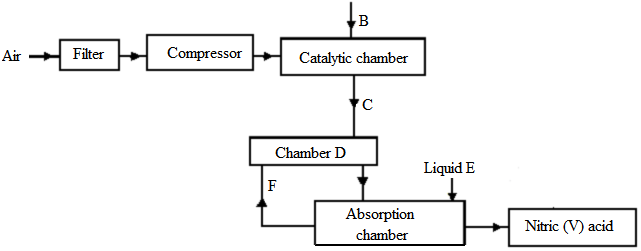 B
Air
Filter
Compressor
Catalytic chamber
C
Chamber D
Liquid E
F
Absorption
chamber
Nitric (V) acid